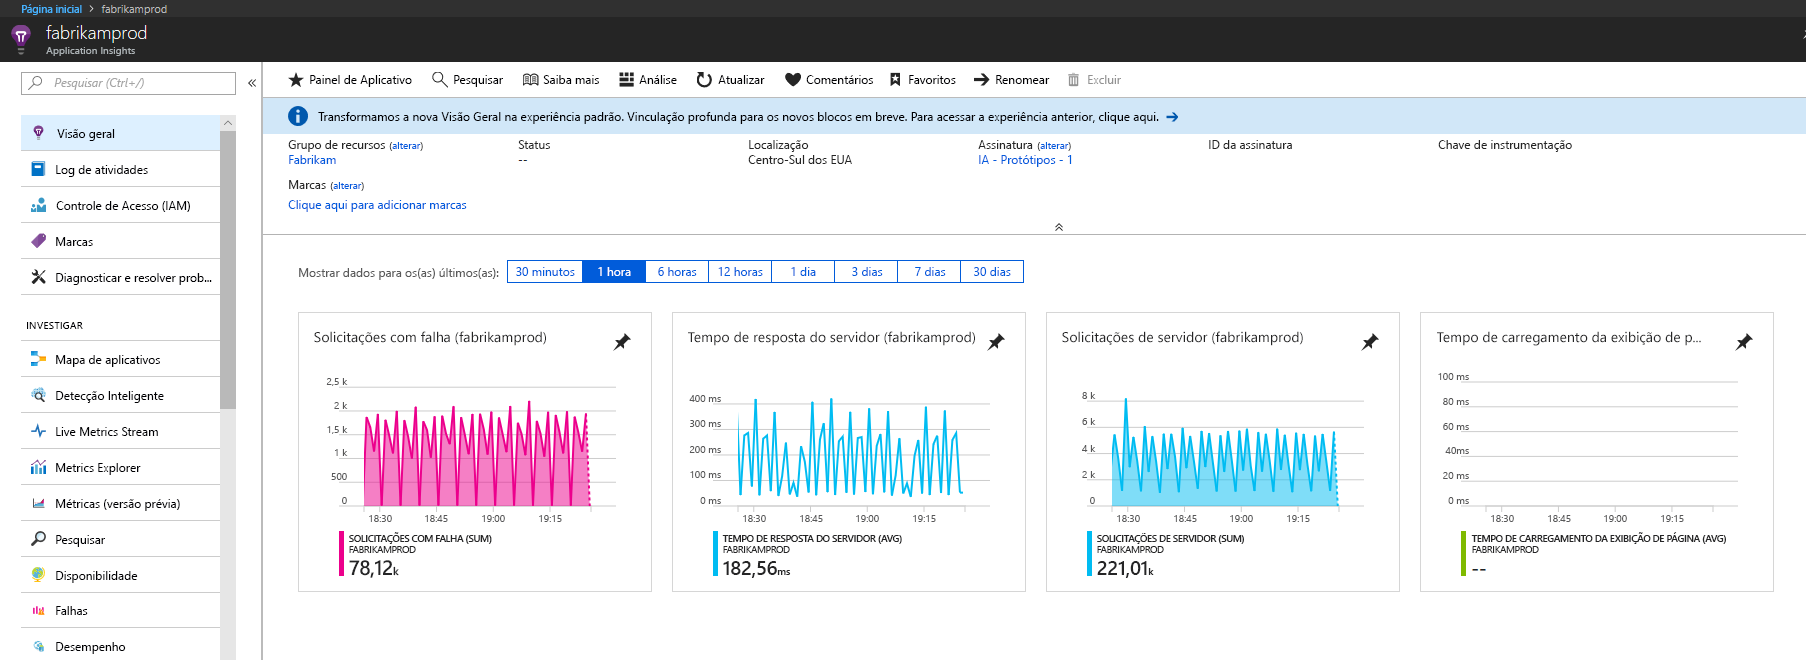 Página inicial > fabrikamprod
fabrikamprod
Application Insights
Pesquisar (Ctrl+/)
«
Visão geral
Log de atividades
Controle de Acesso (IAM)
Marcas
Diagnosticar e resolver prob...
INVESTIGAR
Mapa de aplicativos
Detecção Inteligente
Live Metrics Stream
Metrics Explorer
Métricas (versão prévia)
Pesquisar
Disponibilidade
Falhas
Desempenho
Painel de Aplicativo Pesquisar Saiba mais Análise Atualizar Comentários Favoritos Renomear Excluir
Transformamos a nova Visão Geral na experiência padrão. Vinculação profunda para os novos blocos em breve. Para acessar a experiência anterior, clique aqui. →
Grupo de recursos (alterar)
Fabrikam
Status
--
Localização
Centro-Sul dos EUA
Assinatura (alterar)
IA - Protótipos - 1
ID da assinatura
Chave de instrumentação
Marcas (alterar)
Clique aqui para adicionar marcas
Mostrar dados para os(as) últimos(as): 30 minutos 1 hora 6 horas 12 horas 1 dia 3 dias 7 dias 30 dias
Solicitações com falha (fabrikamprod)
2,5 k
2 k
1,5 k
1 k
500
0
18:30 18:45 19:00 19:15
SOLICITAÇÕES COM FALHA (SUM)
FABRIKAMPROD
78,12k
Tempo de resposta do servidor (fabrikamprod)
400 ms
300 ms
200 ms
100 ms
0 ms
18:30 18:45 19:00 19:15
TEMPO DE RESPOSTA DO SERVIDOR (AVG)
FABRIKAMPROD
182,56ms
Solicitações de servidor (fabrikamprod)
8 k
6 k
4 k
2 k
0
18:30 18:45 19:00 19:15
SOLICITAÇÕES DE SERVIDOR (SUM)
FABRIKAMPROD
221,01k
Tempo de carregamento da exibição de p...
100 ms
80 ms
60 ms
40ms
20 ms
0 ms
18:30 18:45 19:00 19:15
TEMPO DE CARREGAMENTO DA EXIBIÇÃO DE PÁGINA (AVG)
FABRIKAMPROD
--